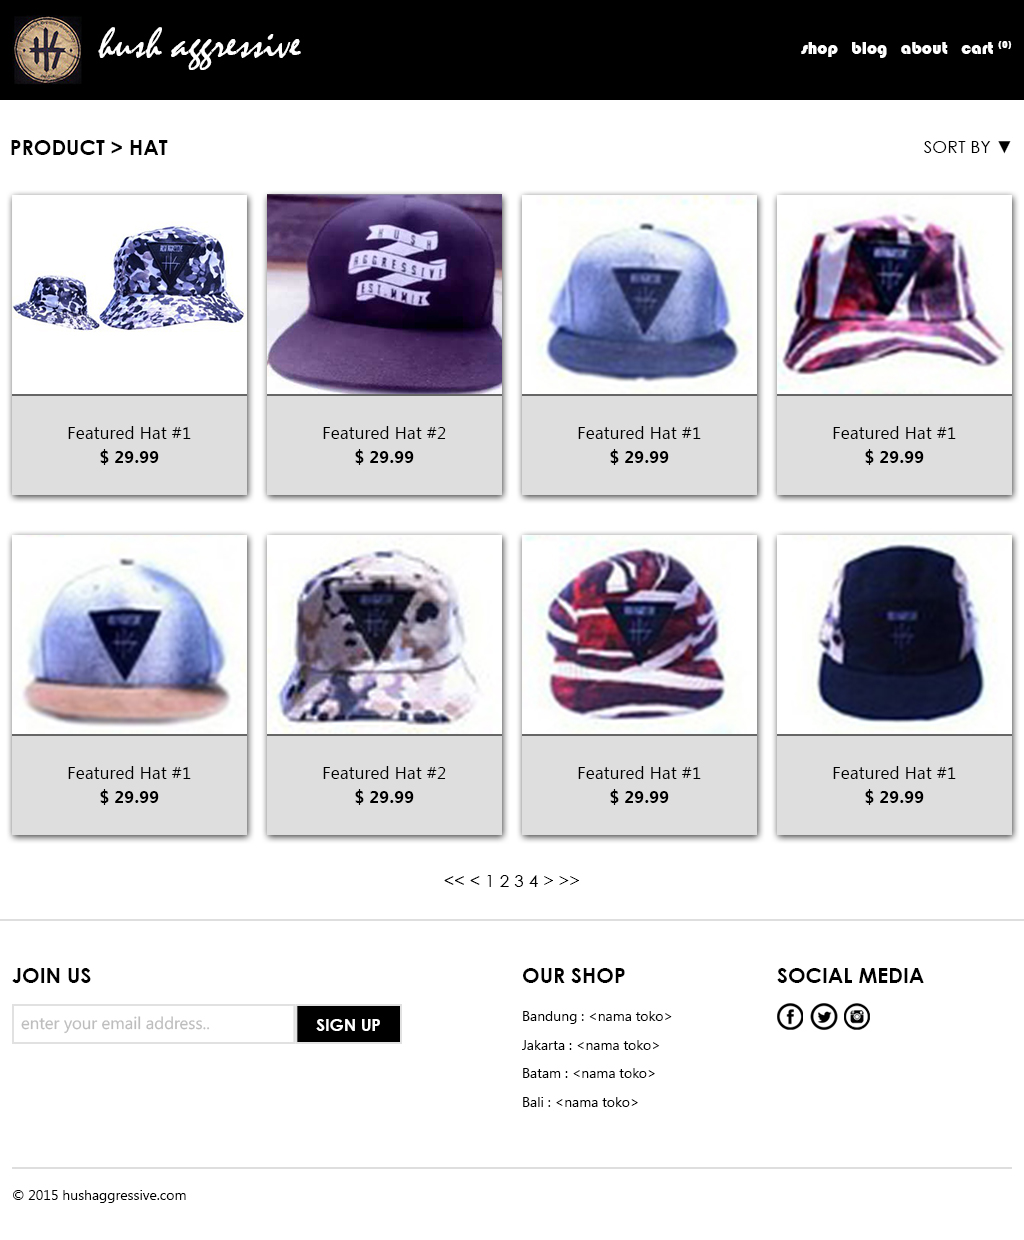 hush aggressive
shop blog about cart (0)
PRODUCT > HAT
SORT BY ▼
HUSH
AGGRESSIVE
EST.MMIX
Featured Hat #1
$ 29.99
Featured Hat #2
$ 29.99
Featured Hat #1
$ 29.99
Featured Hat #1
$ 29.99
Featured Hat #1
$ 29.99
Featured Hat #2
$ 29.99
Featured Hat #1
$ 29.99
Featured Hat #1
$ 29.99
<< < 1 2 3 4 > >>
JOIN US
enter your email address..
SIGN UP
OUR SHOP
Bandung : <nama toko>
Jakarta : <nama toko>
Batam : <nama toko>
Bali : <nama toko>
SOCIAL MEDIA
© 2015 hushaggressive.com